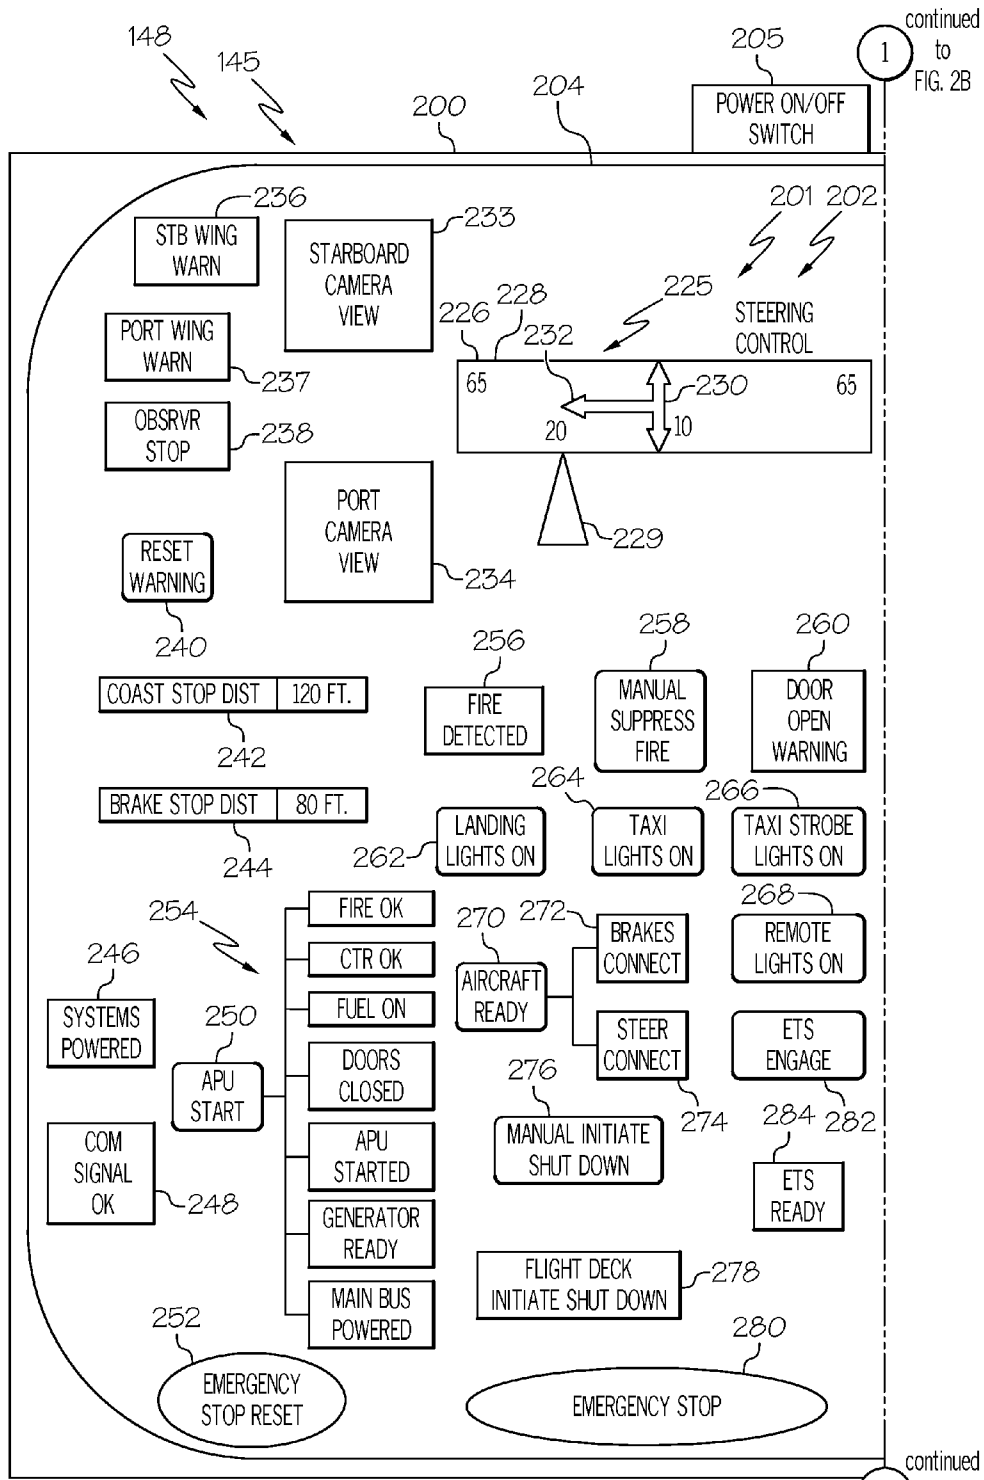 continued
to
FIG. 2B
1
148
145
200
204
205
POWER ON/OFF
SWITCH
236
STB WING
WARN
233
STARBOARD
CAMERA
VIEW
201
202
225
226
228
232
STEERING
CONTROL
PORT WING
WARN
237
65
230
65
20
10
OBSRVR
STOP
238
229
PORT
CAMERA
VIEW
234
RESET
WARNING
240
256
258
260
COAST STOP DIST
120 FT.
242
FIRE
DETECTED
MANUAL
SUPPRESS
FIRE
DOOR
OPEN
WARNING
BRAKE STOP DIST
80 FT.
244
264
266
262
LANDING
LIGHTS ON
TAXI
LIGHTS ON
TAXI STROBE
LIGHTS ON
254
FIRE OK
CTR OK
FUEL ON
DOORS
CLOSED
APU
STARTED
GENERATOR
READY
MAIN BUS
POWERED
246
SYSTEMS
POWERED
250
APU
START
COM
SIGNAL
OK
248
270
AIRCRAFT
READY
272
BRAKES
CONNECT
268
REMOTE
LIGHTS ON
STEER
CONNECT
274
ETS
ENGAGE
282
276
MANUAL INITIATE
SHUT DOWN
284
ETS
READY
FLIGHT DECK
INITIATE SHUT DOWN
278
252
EMERGENCY
STOP RESET
280
EMERGENCY STOP
continued